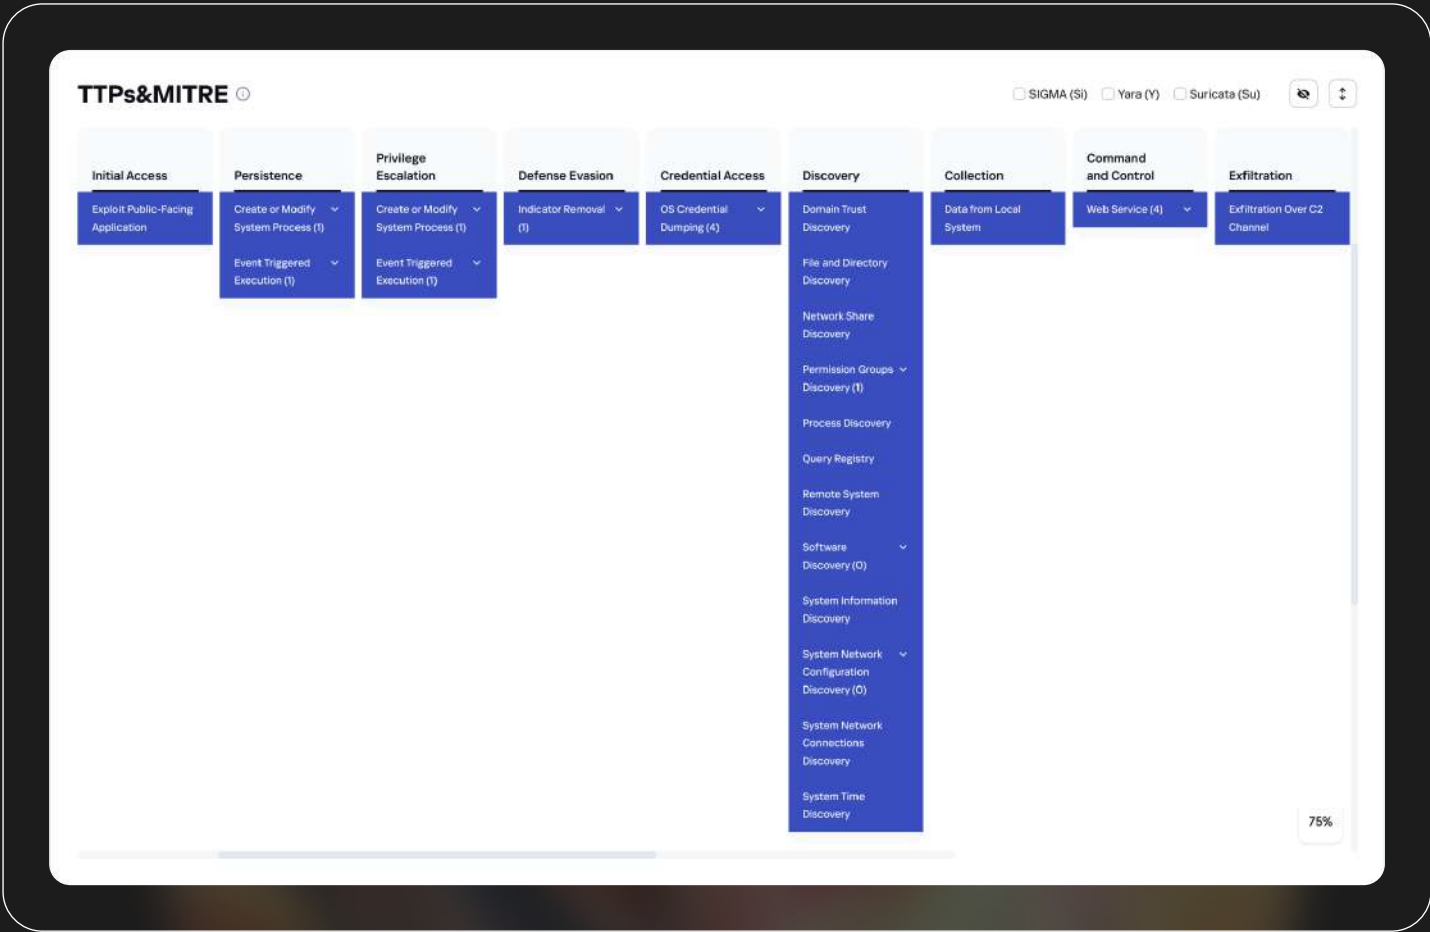 TTPs&MITRE
SIGMA (Si)
Yara (Y)
Suricata (Su)
Initial Access
Exploit Public-Facing
Application
Persistence
Create or Modify
System Process (1)
Event Triggered
Execution (1)
Privilege
Escalation
Create or Modify
System Process (1)
Event Triggered
Execution (1)
Defense Evasion
Indicator Removal
(1)
Credential Access
OS Credential
Dumping (4)
Discovery
Domain Trust
Discovery
File and Directory
Discovery
Network Share
Discovery
Permission Groups
Discovery (1)
Process Discovery
Query Registry
Remote System
Discovery
Software
Discovery (0)
System Information
Discovery
System Network
Configuration
Discovery (0)
System Network
Connections
Discovery
System Time
Discovery
Collection
Data from Local
System
Command
and Control
Web Service (4)
Exfiltration
Exfiltration Over C2
Channel
75%